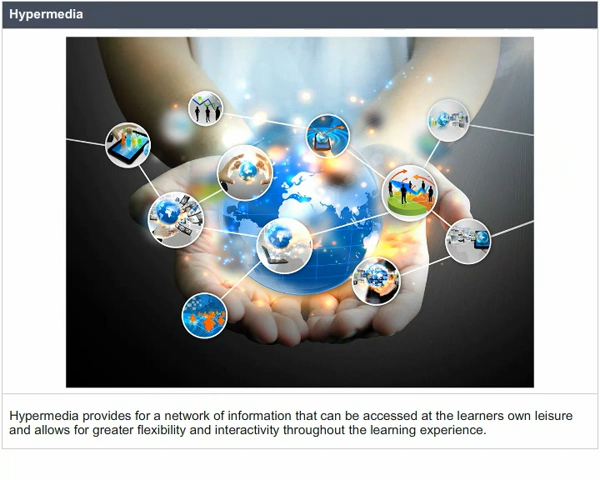 Hypermedia
Hypermedia provides for a network of information that can be accessed at the learners own leisure
and allows for greater flexibility and interactivity throughout the learning experience.